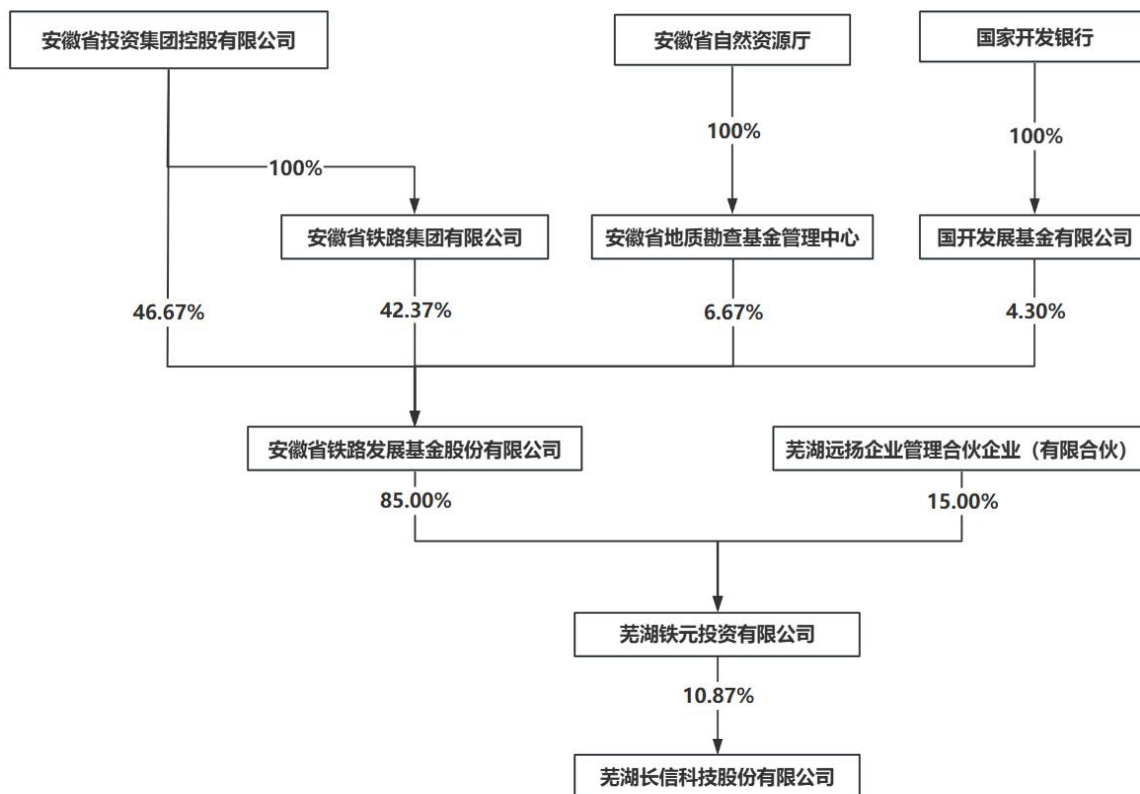 安徽省投资集团控股有限公司
安徽省自然资源厅
国家开发银行
100%
100%
100%
安徽省铁路集团有限公司
安徽省地质勘查基金管理中心
国开发展基金有限公司
46.67%
42.37%
6.67%
4.30%
安徽省铁路发展基金股份有限公司
芜湖远扬企业管理合伙企业（有限合伙）
85.00%
15.00%
芜湖铁元投资有限公司
10.87%
芜湖长信科技股份有限公司